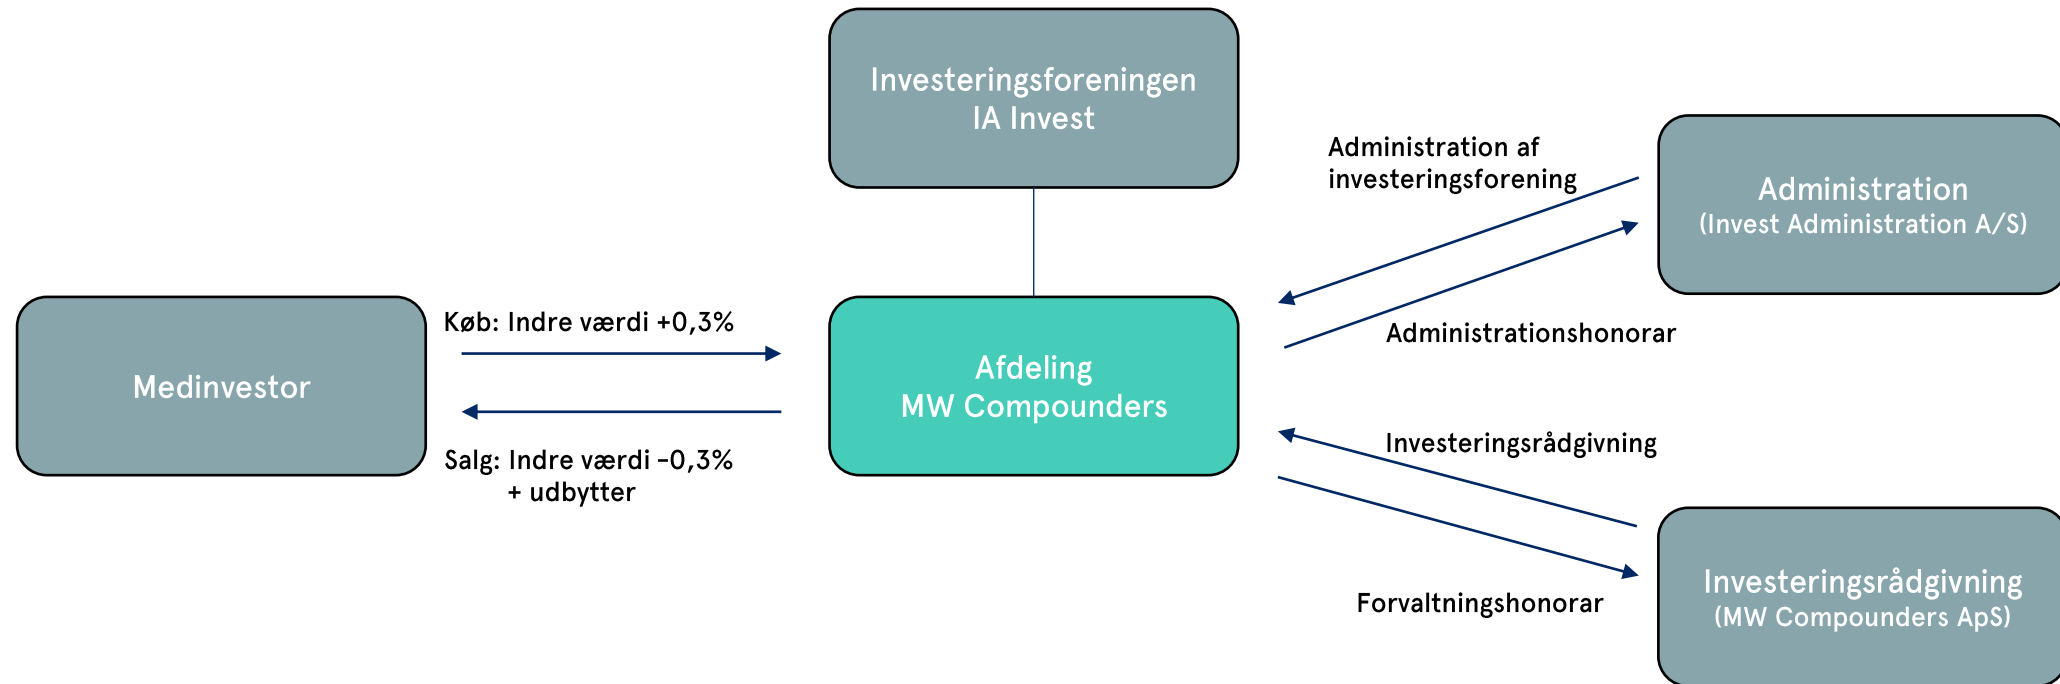 Investeringsforeningen
IA Invest
Administration af
investeringsforening
Administration
(Invest Administration A/S)
Køb: Indre værdi +0,3%
Administrationshonorar
Medinvestor
Afdeling
MW Compounders
Salg: Indre værdi -0,3%
+ udbytter
Investeringsrådgivning
Forvaltningshonorar
Investeringsrådgivning
(MW Compounders ApS)